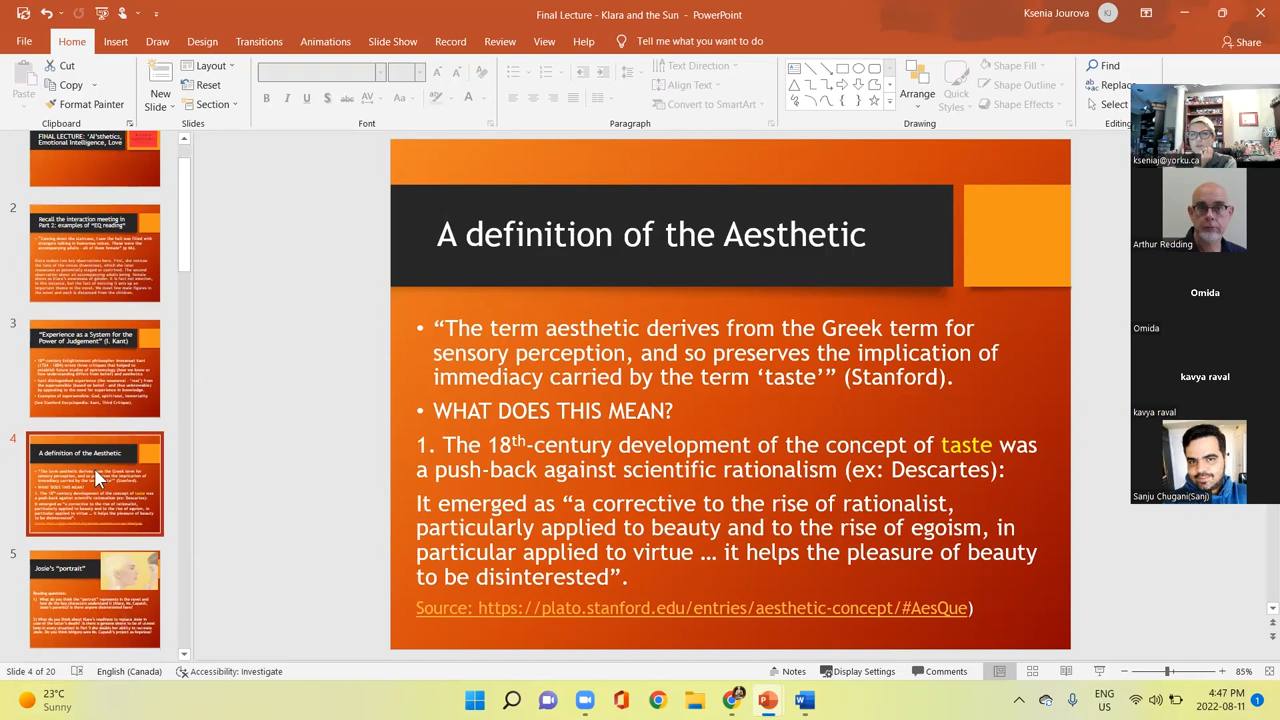 Final Lecture - Klara and the Sun - PowerPoint
Ksenia Jourova
KJ
File
Home
Insert
Draw
Design
Transitions
Animations
Slide Show
Record
Review
View
Help
Tell me what you want to do
Share
Paste
Cut
Copy
Format Painter
Clipboard
New
Slide
Layout
Reset
Section
Slides
Font
Text Direction
Align Text
Convert to SmartArt
Paragraph
Arrange
Quick
Styles
Shape Fill
Shape Outline
Shape Effects
Drawing
Find
Replace
Select
Editing
FINAL LECTURE: 'AI'sthetics,
Emotional Intelligence, Love
2
Recall the interaction meeting in
Part 2: examples of "EQ reading"
3
"Experience as a System for the
Power of Judgement" (I. Kant)
4
A definition of the Aesthetic
5
Josie's "portrait"
Reading questions:
A definition of the Aesthetic
• "The term aesthetic derives from the Greek term for
sensory perception, and so preserves the implication of
immediacy carried by the term 'taste'" (Stanford).
• WHAT DOES THIS MEAN?
1. The 18th-century development of the concept of taste was
a push-back against scientific rationalism (ex: Descartes):
It emerged as "a corrective to the rise of rationalist,
particularly applied to beauty and to the rise of egoism, in
particular applied to virtue … it helps the pleasure of beauty
to be disinterested".
Source: https://plato.stanford.edu/entries/aesthetic-concept/#AesQue)
kseniaj@yorku.ca
Arthur Redding
Omida
Omida
kavya raval
kavya raval
Sanju Chugani(Sanj)
Slide 4 of 20
English (Canada)
Accessibility: Investigate
Notes
Display Settings
Comments
85%
23°C
Sunny
ENG
US
4:47 PM
2022-08-11
1